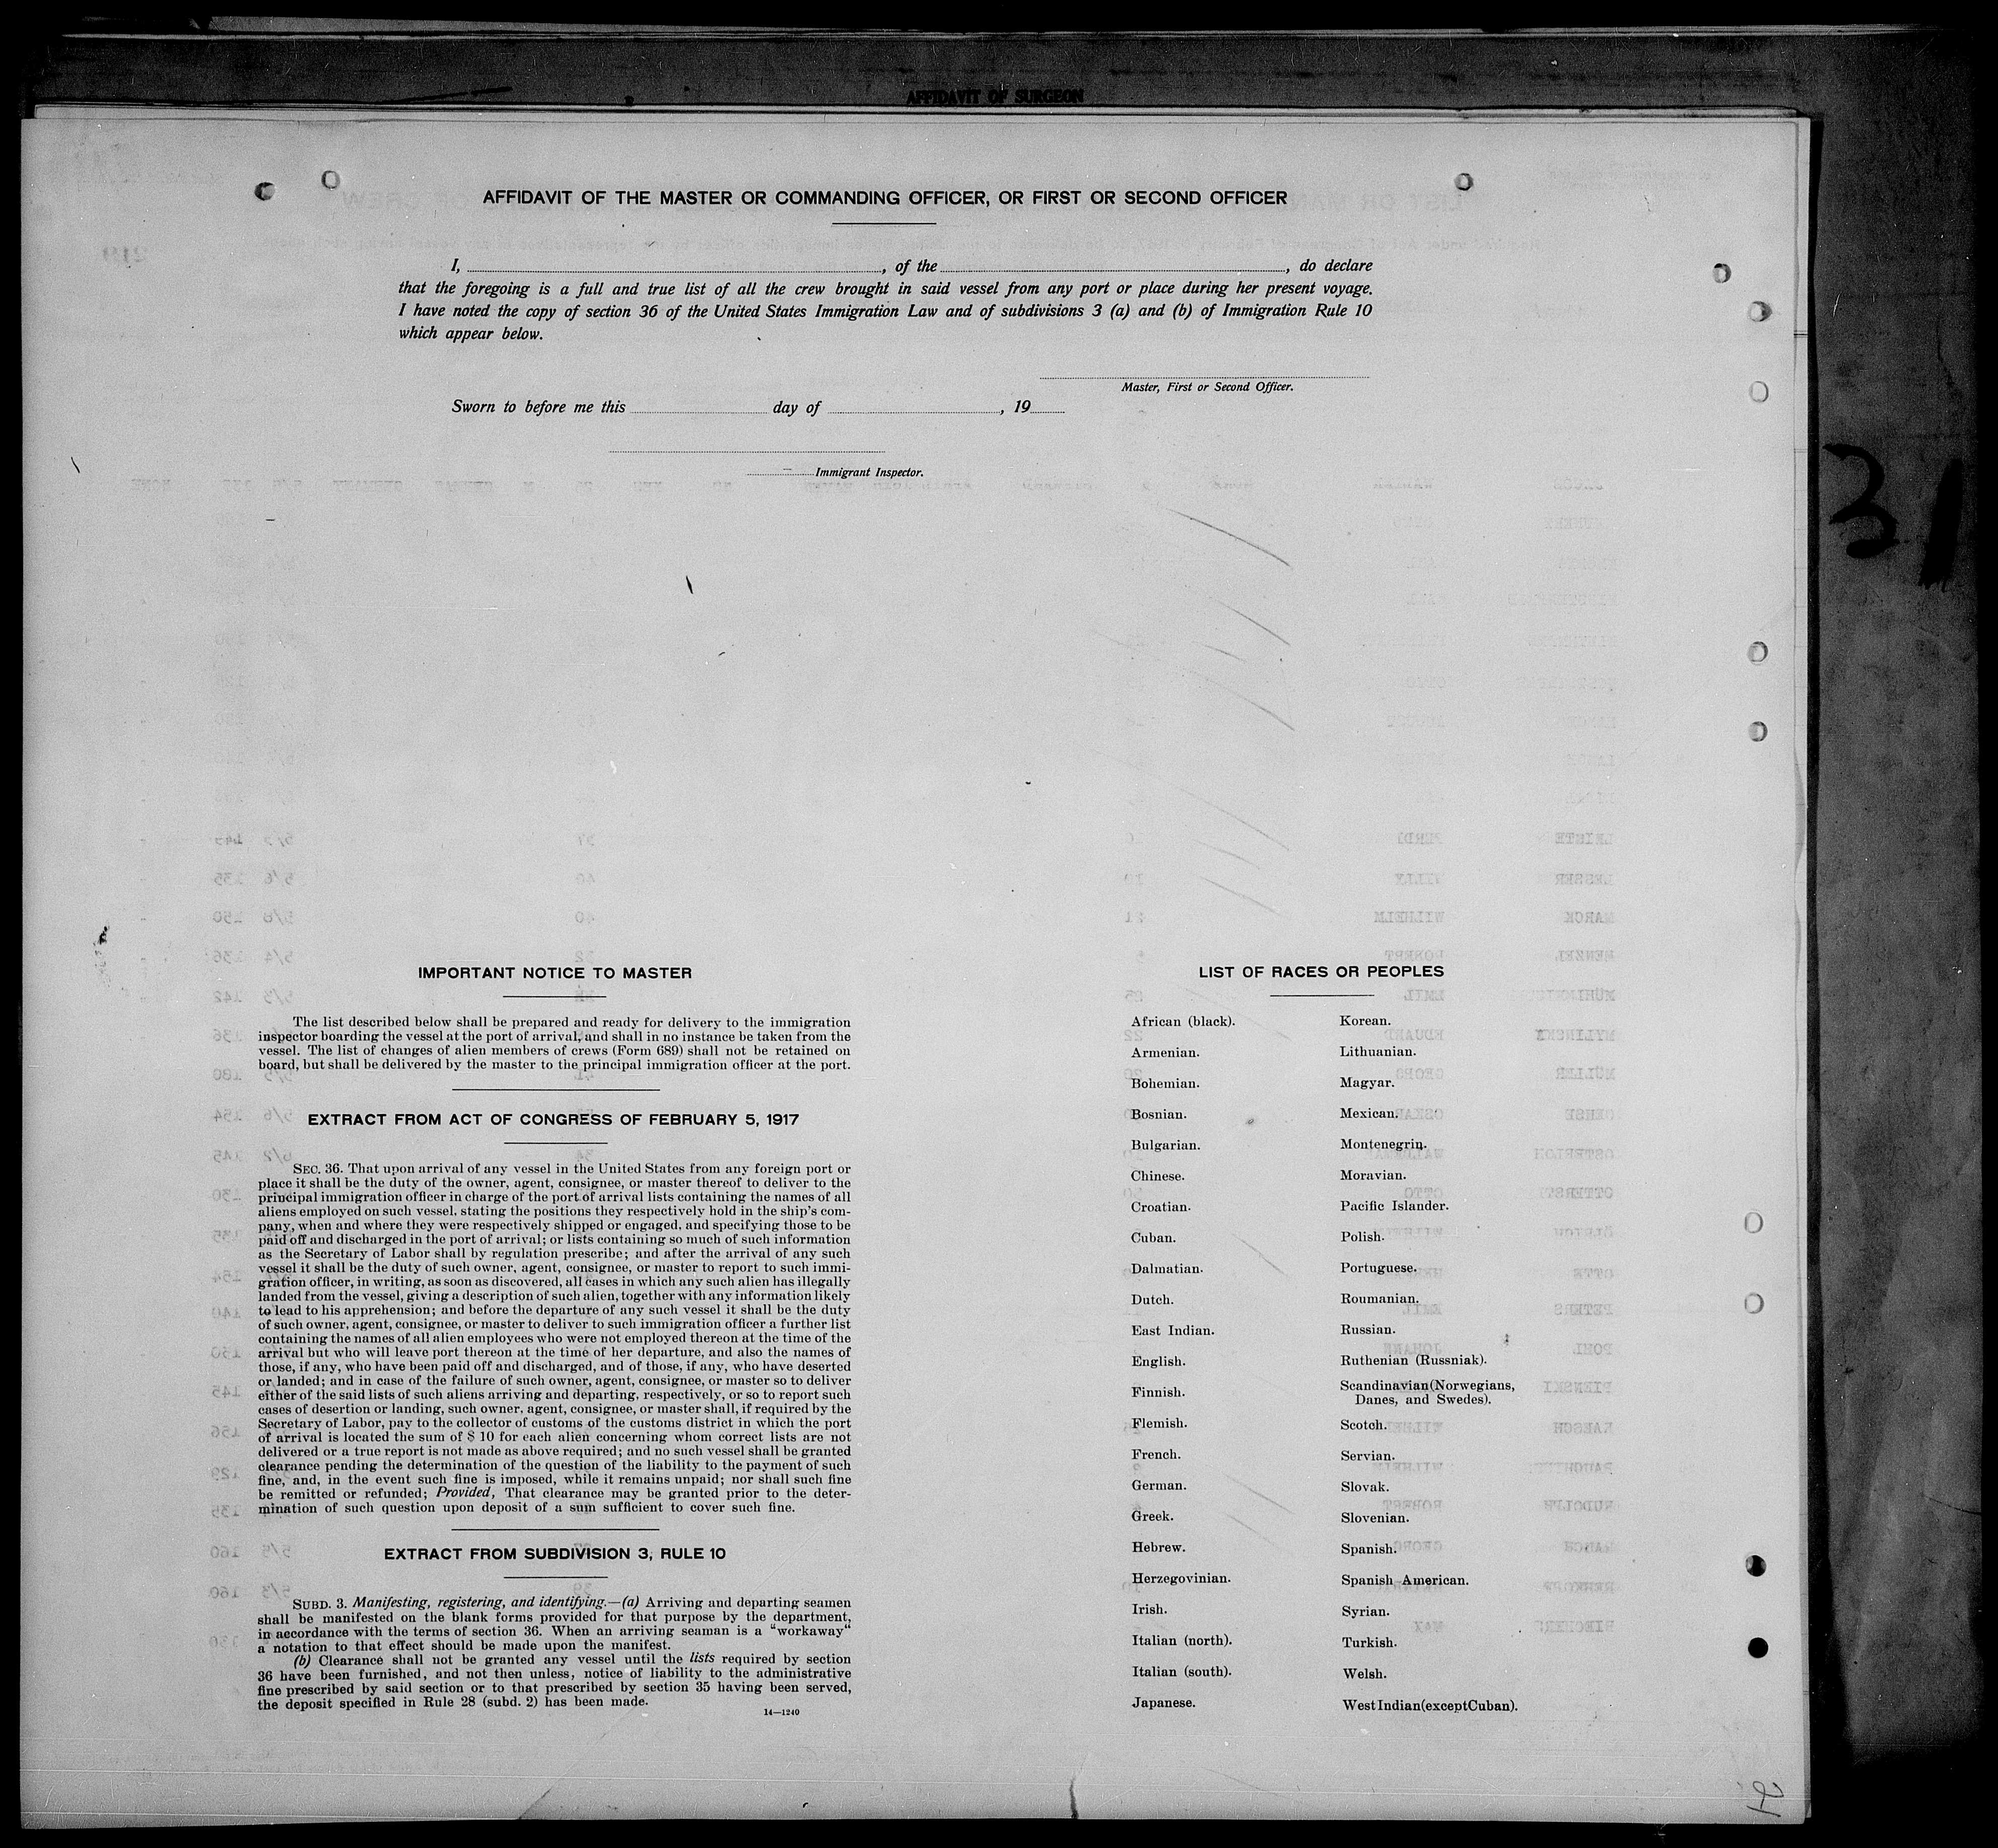 AFFIDAVIT OF SURGEON
AFFIDAVIT OF THE MASTER OR COMMANDING OFFICER, OR FIRST OR SECOND OFFICER
I, , of the , do declare
that the foregoing is a full and true list of all the crew brought in said vessel from any port or place during her present voyage.
I have noted the copy of section 36 of the United States Immigration Law and of subdivisions 3 (a) and (b) of Immigration Rule 10
which appear below.
Master, First or Second Officer.
Sworn to before me this day of , 19
Immigrant Inspector.
31
IMPORTANT NOTICE TO MASTER
The list described below shall be prepared and ready for delivery to the immigration
inspector boarding the vessel at the port of arrival, and shall in no instance be taken from the
vessel. The list of changes of alien members of crews (Form 689) shall not be retained on
board, but shall be delivered by the master to the principal immigration officer at the port.
EXTRACT FROM ACT OF CONGRESS OF FEBRUARY 5, 1917
SEC. 36. That upon arrival of any vessel in the United States from any foreign port or
place it shall be the duty of the owner, agent, consignee, or master thereof to deliver to the
principal immigration officer in charge of the port of arrival lists containing the names of all
aliens employed on such vessel, stating the positions they respectively hold in the ship's com-
pany, when and where they were respectively shipped or engaged, and specifying those to be
paid off and discharged in the port of arrival; or lists containing so much of such information
as the Secretary of Labor shall by regulation prescribe; and after the arrival of any such
vessel it shall be the duty of such owner, agent, consignee, or master to report to such immi-
gration officer, in writing, as soon as discovered, all cases in which any such alien has illegally
landed from the vessel, giving a description of such alien, together with any information likely
to lead to his apprehension; and before the departure of any such vessel it shall be the duty
of such owner, agent, consignee, or master to deliver to such immigration officer a further list
containing the names of all alien employees who were not employed thereon at the time of the
arrival but who will leave port thereon at the time of her departure, and also the names of
those, if any, who have been paid off and discharged, and of those, if any, who have deserted
or landed; and in case of the failure of such owner, agent, consignee, or master so to deliver
either of the said lists of such aliens arriving and departing, respectively, or so to report such
cases of desertion or landing, such owner, agent, consignee, or master shall, if required by the
Secretary of Labor, pay to the collector of customs of the customs district in which the port
of arrival is located the sum of $ 10 for each alien concerning whom correct lists are not
delivered or a true report is not made as above required; and no such vessel shall be granted
clearance pending the determination of the question of the liability to the payment of such
fine, and, in the event such fine is imposed, while it remains unpaid; nor shall such fine
be remitted or refunded; Provided, That clearance may be granted prior to the deter-
mination of such question upon deposit of a sum sufficient to cover such fine.
EXTRACT FROM SUBDIVISION 3, RULE 10
SUBD. 3. Manifesting, registering, and identifying.—(a) Arriving and departing seamen
shall be manifested on the blank forms provided for that purpose by the department,
in accordance with the terms of section 36. When an arriving seaman is a “workaway“
a notation to that effect should be made upon the manifest.
(b) Clearance shall not be granted any vessel until the lists required by section
36 have been furnished, and not then unless, notice of liability to the administrative
fine prescribed by said section or to that prescribed by section 35 having been served,
the deposit specified in Rule 28 (subd. 2) has been made.
14—1240
LIST OF RACES OR PEOPLES
African (black).
Armenian.
Bohemian.
Bosnian.
Bulgarian.
Chinese.
Croatian.
Cuban.
Dalmatian.
Dutch.
East Indian.
English.
Finnish.
Flemish.
French.
German.
Greek.
Hebrew.
Herzegovinian.
Irish.
Italian (north).
Italian (south).
Japanese.
Korean.
Lithuanian.
Magyar.
Mexican.
Montenegrin.
Moravian.
Pacific Islander.
Polish.
Portuguese.
Roumanian.
Russian.
Ruthenian (Russniak).
Scandinavian (Norwegians,
Danes, and Swedes).
Scotch.
Servian.
Slovak.
Slovenian.
Spanish.
Spanish American.
Syrian.
Turkish.
Welsh.
West Indian (except Cuban).